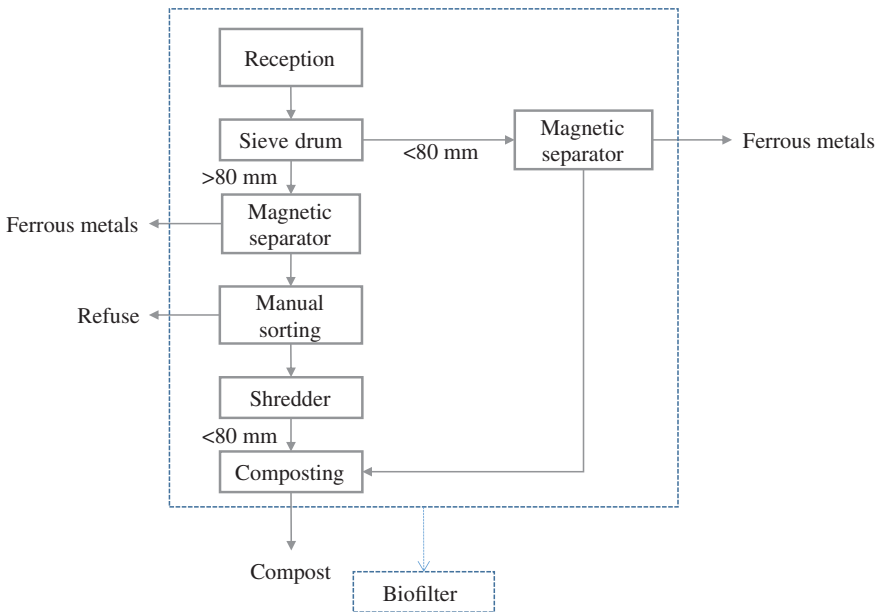 Reception
Sieve drum
<80 mm
Magnetic
separator
Ferrous metals
>80 mm
Ferrous metals
Magnetic
separator
Refuse
Manual
sorting
Shredder
<80 mm
Composting
Compost
Biofilter